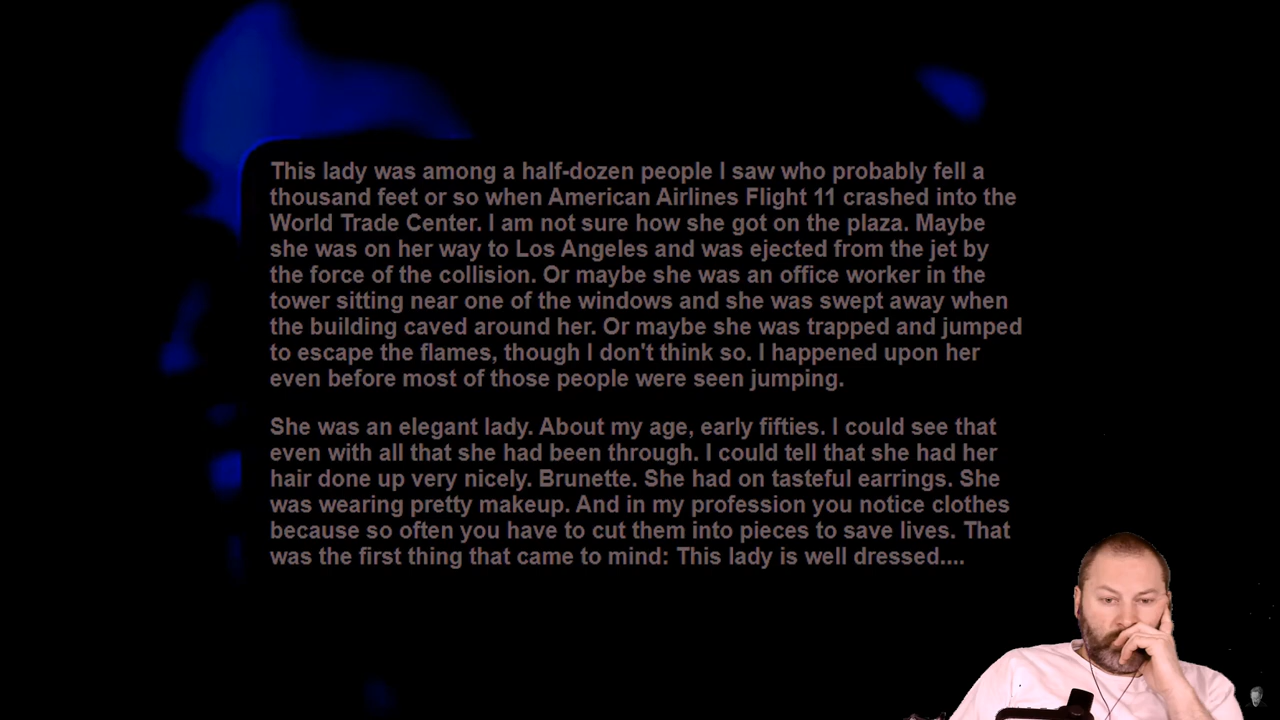 This lady was among a half-dozen people I saw who probably fell a
thousand feet or so when American Airlines Flight 11 crashed into the
World Trade Center. I am not sure how she got on the plaza. Maybe
she was on her way to Los Angeles and was ejected from the jet by
the force of the collision. Or maybe she was an office worker in the
tower sitting near one of the windows and she was swept away when
the building caved around her. Or maybe she was trapped and jumped
to escape the flames, though I don't think so. I happened upon her
even before most of those people were seen jumping.
She was an elegant lady. About my age, early fifties. I could see that
even with all that she had been through. I could tell that she had her
hair done up very nicely. Brunette. She had on tasteful earrings. She
was wearing pretty makeup. And in my profession you notice clothes
because so often you have to cut them into pieces to save lives. That
was the first thing that came to mind: This lady is well dressed....